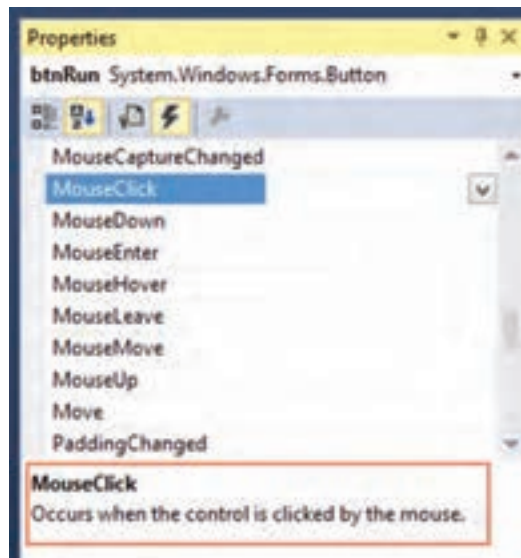 Properties
btnRun System.Windows.Forms.Button
MouseCaptureChanged
MouseClick
MouseDown
MouseEnter
MouseHover
MouseLeave
MouseMove
MouseUp
Move
PaddingChanged
MouseClick
Occurs when the control is clicked by the mouse.